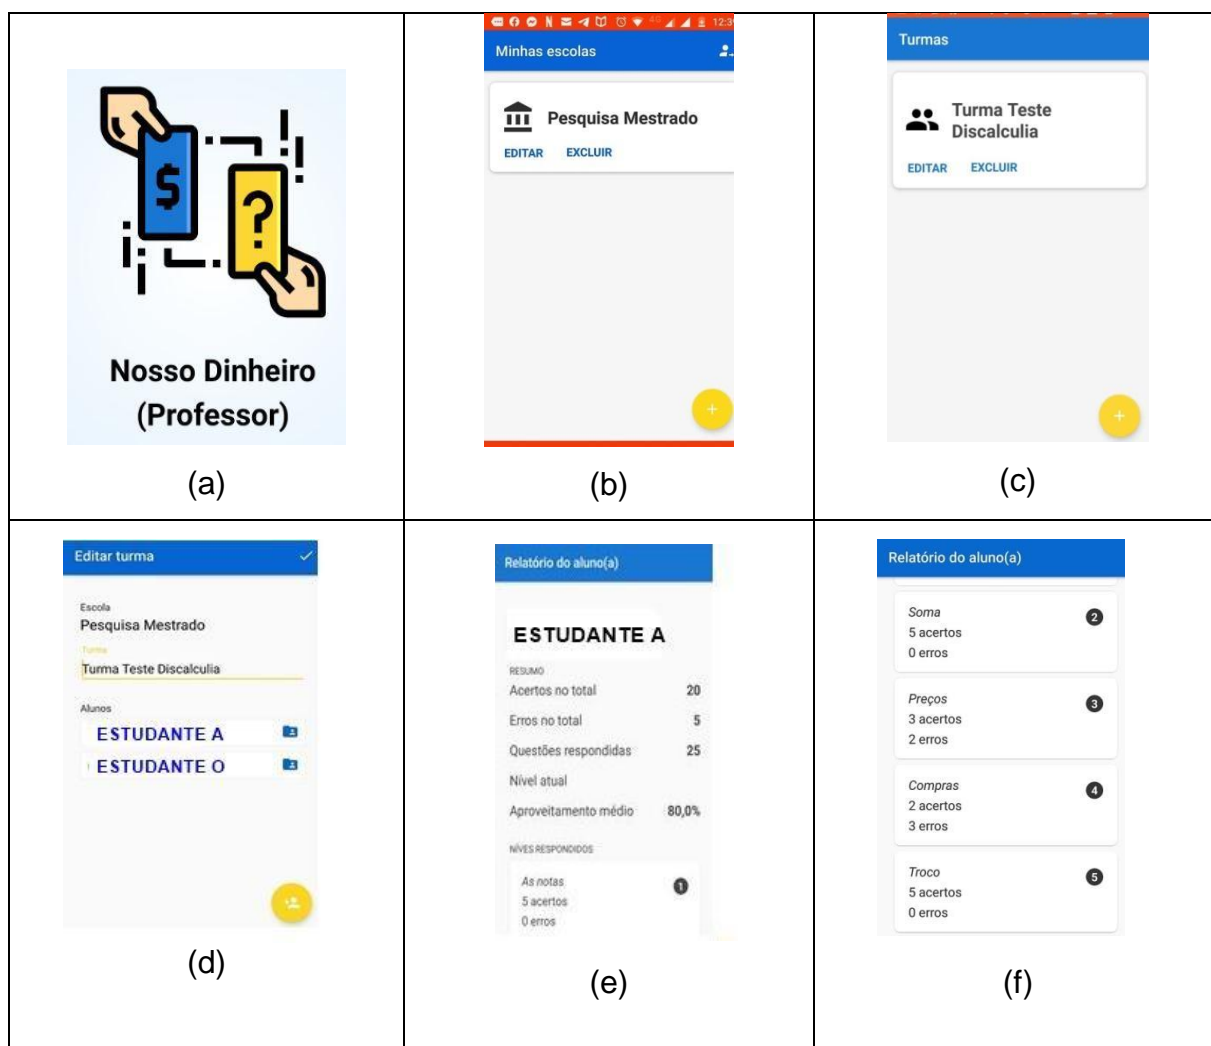 $
?
Nosso Dinheiro
(Professor)
(a)
12:3
Minhas escolas
Pesquisa Mestrado
EDITAR EXCLUIR
+
(b)
Turmas
Turma Teste
Discalculia
EDITAR EXCLUIR
+
(c)
Editar turma
Escola
Pesquisa Mestrado
Turma
Turma Teste Discalculia
Alunos
ESTUDANTE A
ESTUDANTE O
(d)
Relatório do aluno(a)
ESTUDANTE A
RESUMO
Acertos no total 20
Erros no total 5
Questões respondidas 25
Nível atual
Aproveitamento médio 80,0%
NÍVES RESPONDIDOS
As notas 1
5 acertos
0 erros
(e)
Relatório do aluno(a)
Soma 2
5 acertos
0 erros
Preços 3
3 acertos
2 erros
Compras 4
2 acertos
3 erros
Troco 5
5 acertos
0 erros
(f)